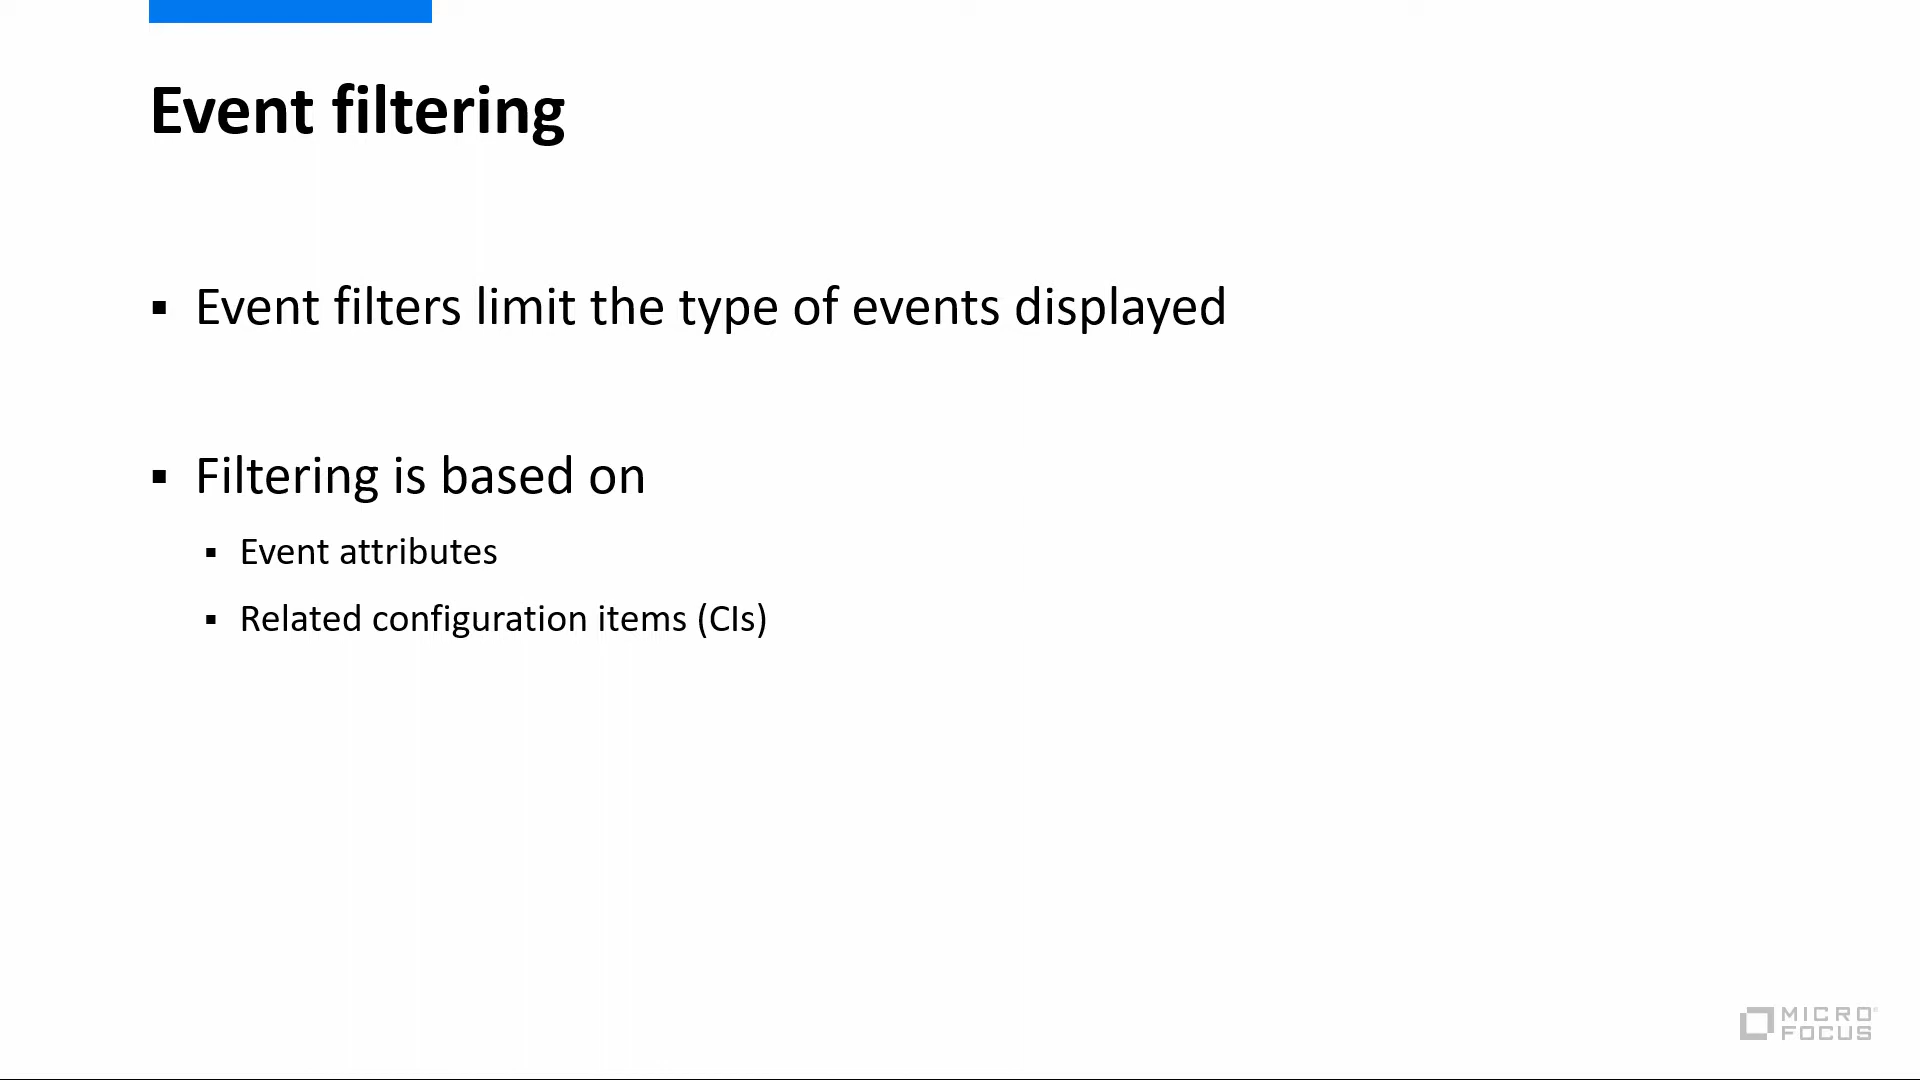 Event filtering
▪ Event filters limit the type of events displayed
▪ Filtering is based on
▪ Event attributes
▪ Related configuration items (CIs)
MICRO®
FOCUS